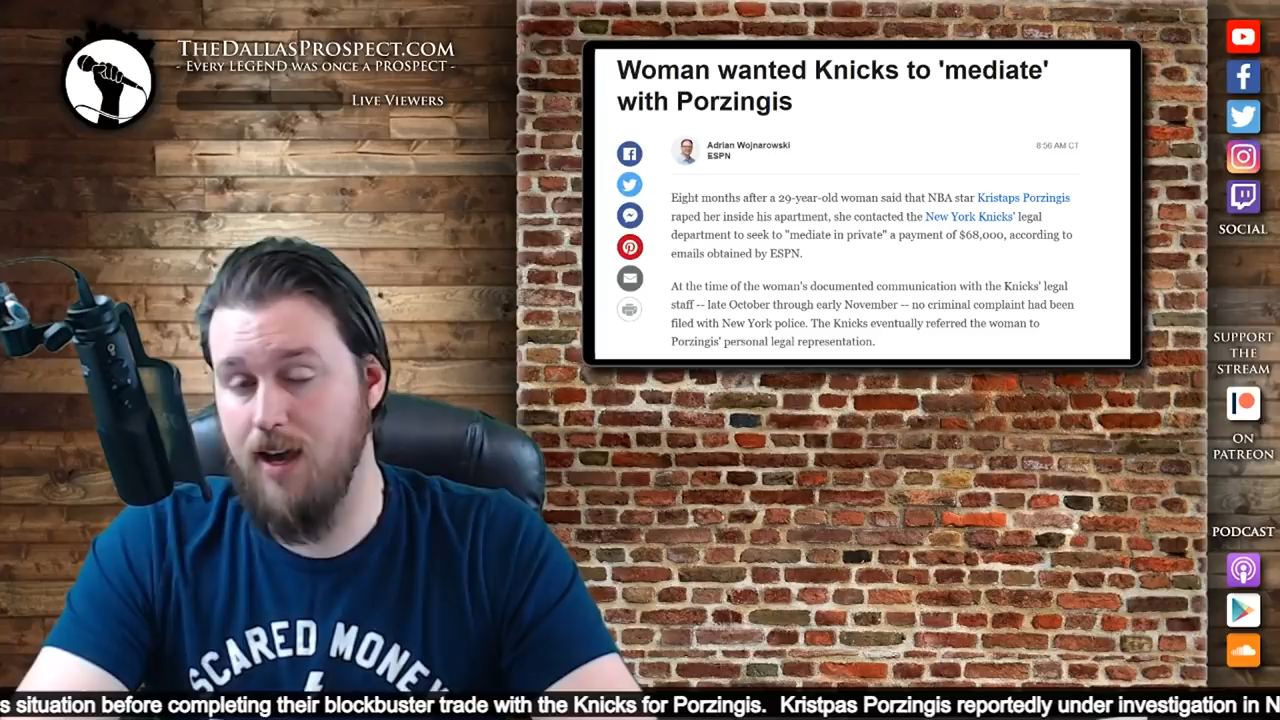 THEDALLASPROSPECT.COM
- EVERY LEGEND WAS ONCE A PROSPECT -
LIVE VIEWERS
Woman wanted Knicks to 'mediate'
with Porzingis
Adrian Wojnarowski
ESPN
8:56 AM CT
Eight months after a 29-year-old woman said that NBA star Kristaps Porzingis
raped her inside his apartment, she contacted the New York Knicks' legal
department to seek to "mediate in private" a payment of $68,000, according to
emails obtained by ESPN.
At the time of the woman's documented communication with the Knicks' legal
staff -- late October through early November -- no criminal complaint had been
filed with New York police. The Knicks eventually referred the woman to
Porzingis' personal legal representation.
SOCIAL
SUPPORT
THE
STREAM
ON
PATREON
PODCAST
SCARED MONEY
s situation before completing their blockbuster trade with the Knicks for Porzingis. Kristpas Porzingis reportedly under investigation in N